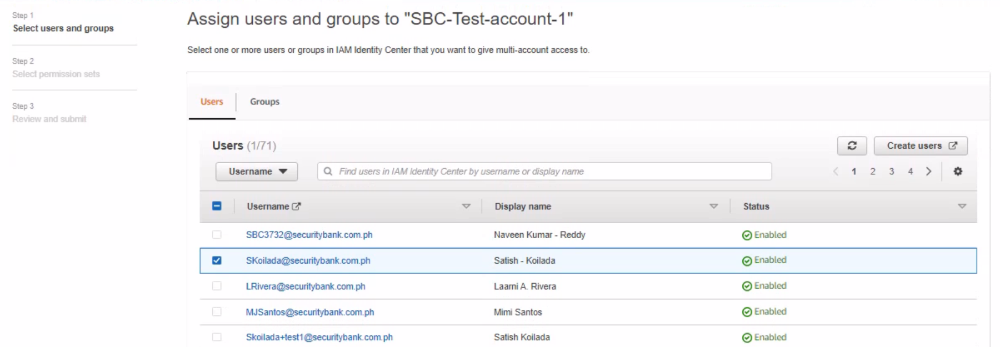 Step 1
Select users and groups
Step 2
Select permission sets
Step 3
Review and submit
Assign users and groups to "SBC-Test-account-1"
Select one or more users or groups in IAM Identity Center that you want to give multi-account access to.
Users Groups
Users (1/71) Create users
Username Find users in IAM Identity Center by username or display name 1 2 3 4
Username Display name Status
SBC3732@securitybank.com.ph Naveen Kumar - Reddy Enabled
SKoilada@securitybank.com.ph Satish - Koilada Enabled
LRivera@securitybank.com.ph Laarni A. Rivera Enabled
MJSantos@securitybank.com.ph Mimi Santos Enabled
Skoilada+test1@securitybank.com.ph Satish Koilada Enabled